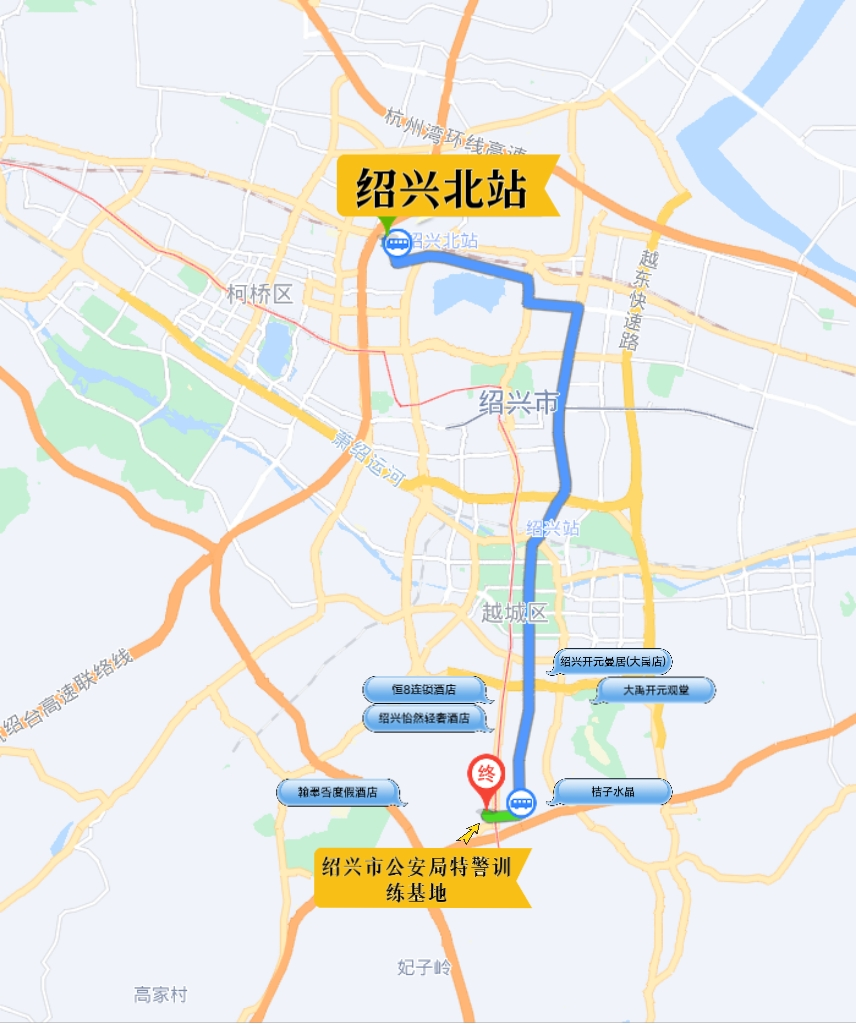 杭州湾环线高速
绍兴北站
绍兴北站
越东快速路
柯桥区
绍兴市
萧绍运河
绍兴站
越城区
绍兴开元曼居(大禹店)
恒8连锁酒店
大禹开元观堂
绍兴怡然轻奢酒店
杭绍台高速联络线
终
翰墨香度假酒店
桔子水晶
绍兴市公安局特警训
练基地
妃子岭
高家村